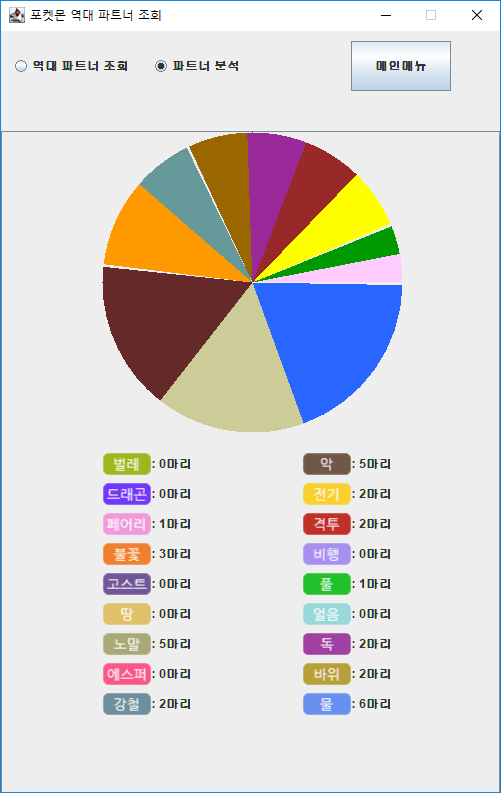 포켓몬 역대 파트너 조회
역대 파트너 조회 파트너 분석 메인메뉴
벌레 : 0마리 악 : 5마리
드래곤 : 0마리 전기 : 2마리
페어리 : 1마리 격투 : 2마리
불꽃 : 3마리 비행 : 0마리
고스트 : 0마리 풀 : 1마리
땅 : 0마리 얼음 : 0마리
노말 : 5마리 독 : 2마리
에스퍼 : 0마리 바위 : 2마리
강철 : 2마리 물 : 6마리